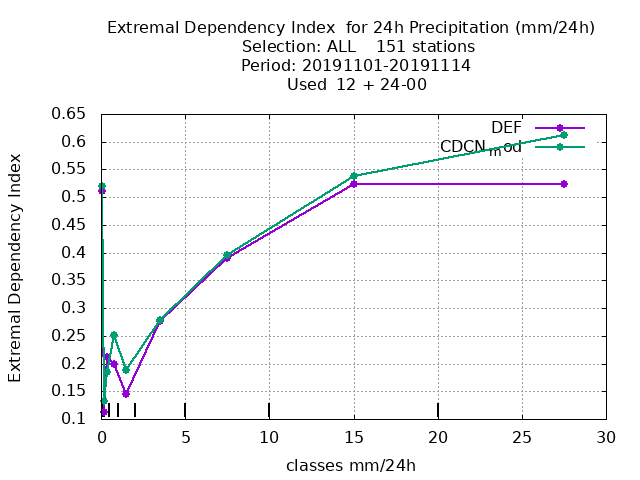 Extremal Dependency Index  for 24h Precipitation (mm/24h)
Selection: ALL    151 stations
Period: 20191101-20191114
Used  12 + 24-00
DEF
CDCN_mod
Extremal Dependency Index
0.65
0.6
0.55
0.5
0.45
0.4
0.35
0.3
0.25
0.2
0.15
0.1
0 5 10 15 20 25 30
classes mm/24h